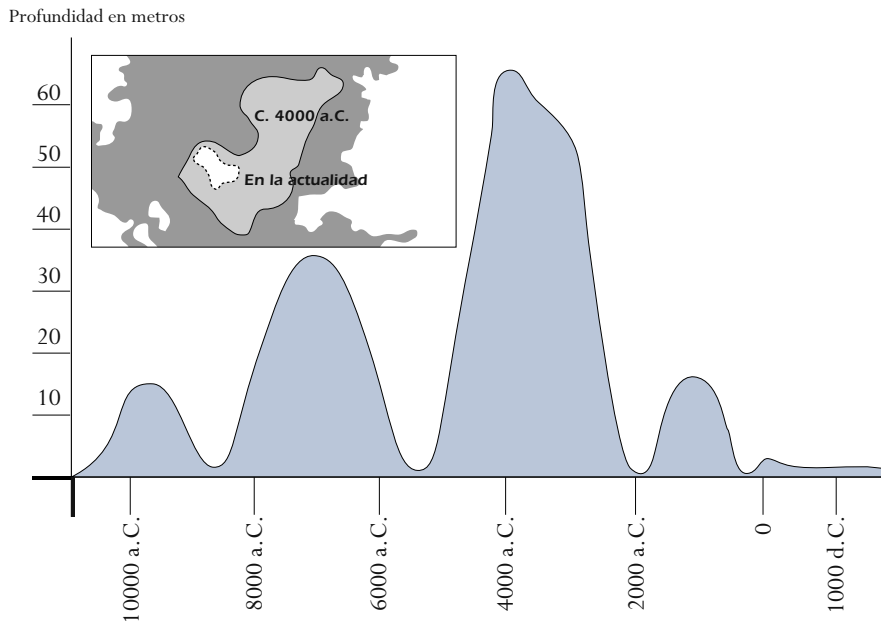 Profundidad en metros
60
50
40
30
20
10
C. 4000 a.C.
En la actualidad
10000 a. C.
8000 a. C.
6000 a. C.
4000 a. C.
2000 a. C.
0
1000 d. C.